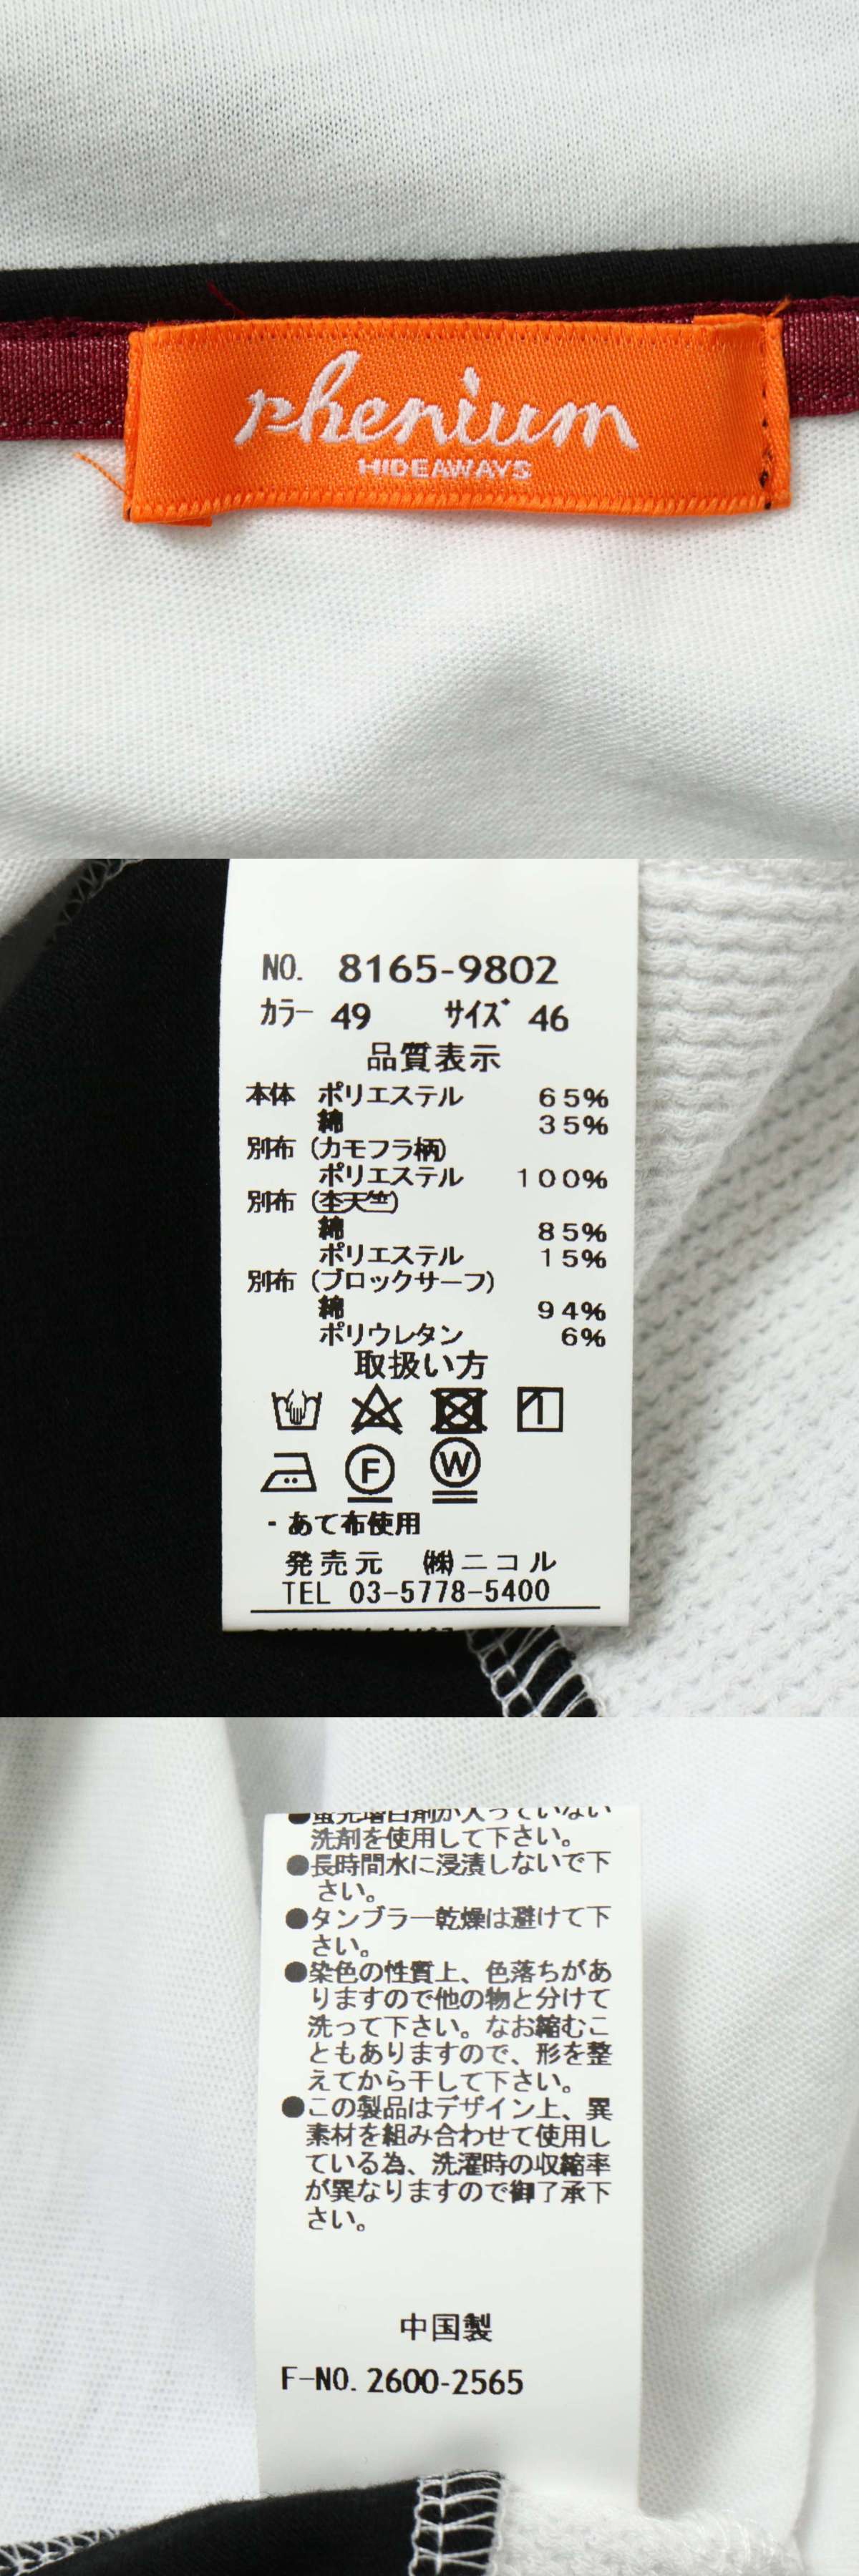 phenium
HIDEAWAYS
NO. 8165-9802
カラー 49 サイズ 46
品質表示
本体 ポリエステル 65%
綿 35%
別布 (カモフラ柄)
ポリエステル 100%
別布 (杢天竺)
綿 85%
ポリエステル 15%
別布 (ブロックサーフ)
綿 94%
ポリウレタン 6%
取扱い方
F W
・あて布使用
発売元 ㈱ニコル
TEL 03-5778-5400
●蛍光増白剤が入っていない
洗剤を使用して下さい。
●長時間水に浸漬しないで下
さい。
●タンブラー乾燥は避けて下
さい。
●染色の性質上、色落ちがあ
りますので他の物と分けて
洗って下さい。なお縮むこ
ともありますので、形を整
えてから干して下さい。
●この製品はデザイン上、異
素材を組み合わせて使用し
ている為、洗濯時の収縮率
が異なりますので御了承下
さい。
中国製
F-NO. 2600-2565